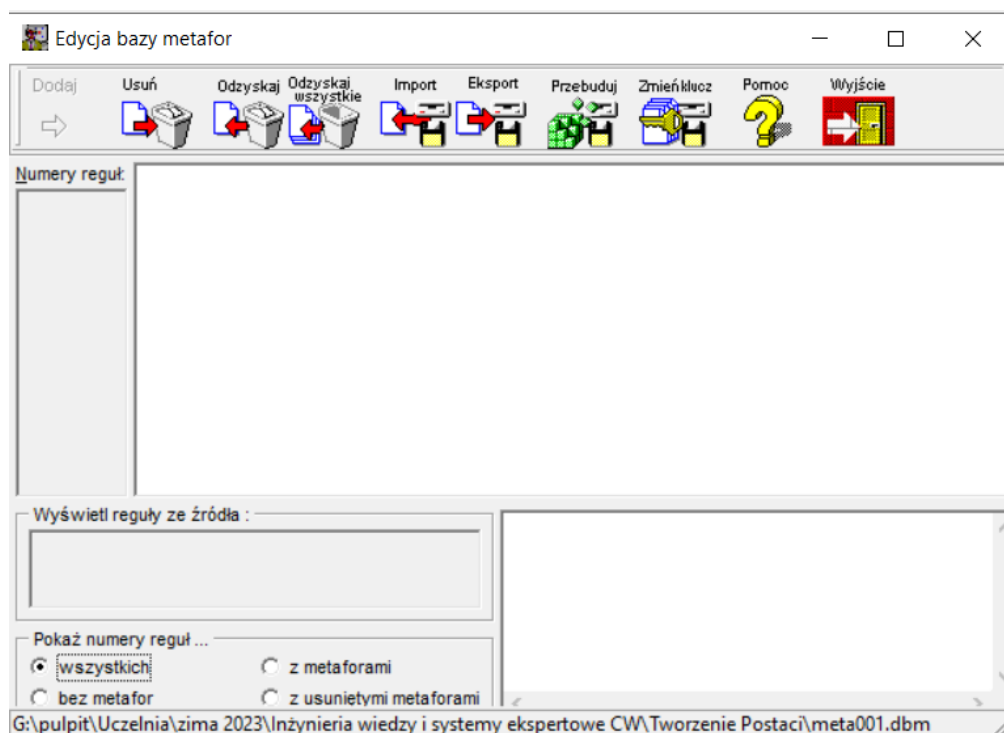 Edycja bazy metafor
Dodaj Usuń Odzyskaj Odzyskaj wszystkie Import Eksport Przebuduj Zmień klucz Pomoc Wyjście
Numery reguł:
Wyświetl reguły ze źródła :
Pokaż numery reguł ...
wszystkich z metaforami
bez metafor z usuniętymi metaforami
G:\pulpit\Uczelnia\zima 2023\Inżynieria wiedzy i systemy ekspertowe CW\Tworzenie Postaci\meta001.dbm